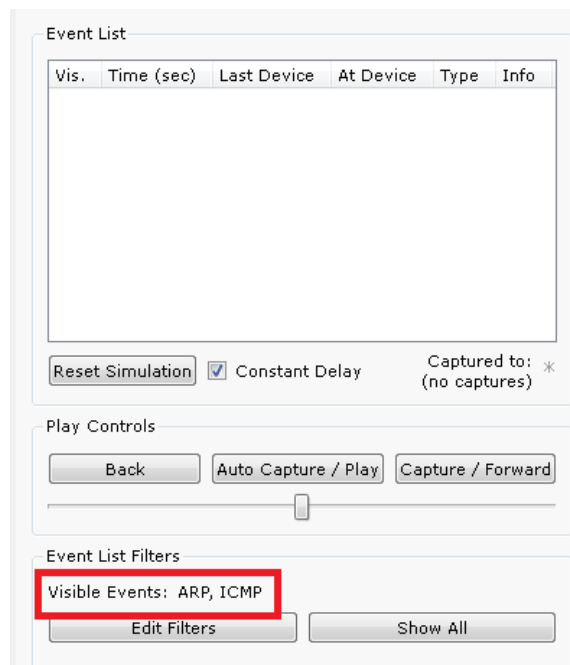 Event List
Vis. Time (sec) Last Device At Device Type Info
Reset Simulation Constant Delay Captured to:
(no captures) *
Play Controls
Back Auto Capture / Play Capture / Forward
Event List Filters
Visible Events: ARP, ICMP
Edit Filters Show All